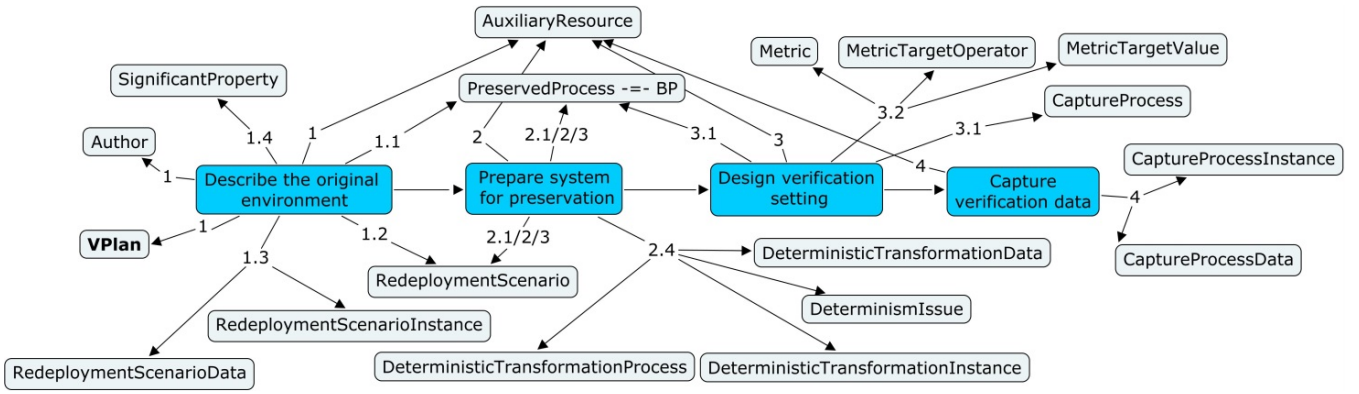 AuxiliaryResource
Metric
MetricTargetOperator
MetricTargetValue
SignificantProperty
PreservedProcess -=- BP
CaptureProcess
3.2
1.4
1
1.1
2
2.1/2/3
3.1
3
3.1
Author
1
4
CaptureProcessInstance
Describe the original
environment
Prepare system
for preservation
Design verification
setting
Capture
verification data
4
VPlan
1
1.2
2.1/2/3
1.3
2.4
DeterministicTransformationData
CaptureProcessData
RedeploymentScenario
DeterminismIssue
RedeploymentScenarioInstance
RedeploymentScenarioData
DeterministicTransformationProcess
DeterministicTransformationInstance